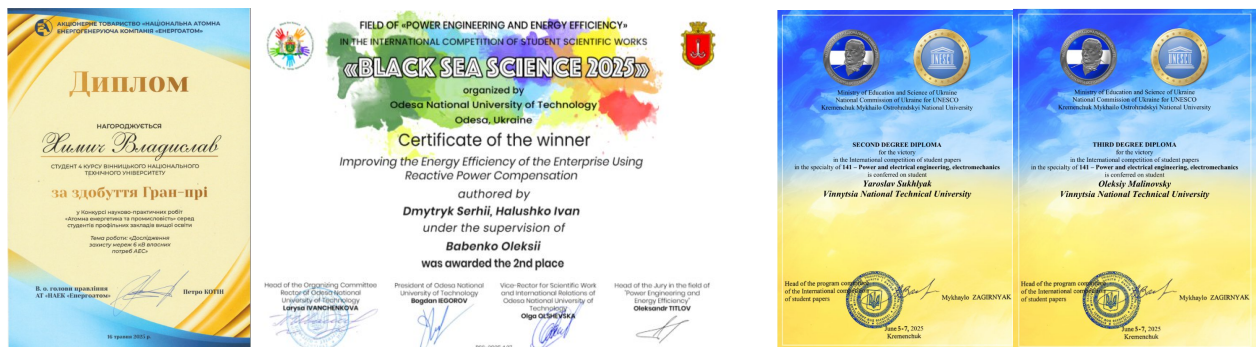 АКЦІОНЕРНЕ ТОВАРИСТВО «НАЦІОНАЛЬНА АТОМНА
ЕНЕРГОГЕНЕРУЮЧА КОМПАНІЯ «ЕНЕРГОАТОМ»
Диплом
НАГОРОДЖУЄТЬСЯ
Химич Владислав
СТУДЕНТ 4 КУРСУ ВІННИЦЬКОГО НАЦІОНАЛЬНОГО
ТЕХНІЧНОГО УНІВЕРСИТЕТУ
за здобуття Гран-прі
у Конкурсі науково-практичних робіт
«Атомна енергетика та промисловість» серед
студентів профільних закладів вищої освіти
Тема роботи: «Дослідження
захисту мереж 6 кВ власних
потреб АЕС»
В. о. голови правління
АТ «НАЕК «Енергоатом»
Петро КОТІН
16 травня 2025 р.
FIELD OF «POWER ENGINEERING AND ENERGY EFFICIENCY»
IN THE INTERNATIONAL COMPETITION OF STUDENT SCIENTIFIC WORKS
«BLACK SEA SCIENCE 2025»
organized by
Odesa National University of Technology
Odesa, Ukraine
Certificate of the winner
Improving the Energy Efficiency of the Enterprise Using
Reactive Power Compensation
authored by
Dmytryk Serhii, Halushko Ivan
under the supervision of
Babenko Oleksii
was awarded the 2nd place
Head of the Organizing Committee
Rector of Odesa National
University of Technology
Larysa IVANCHENKOVA
President of Odesa National
University of Technology
Bogdan IEGOROV
Vice-Rector for Scientific Work
and International Relations of
Odesa National University of
Technology
Olga OLSHEVSKA
Head of the Jury in the field of
"Power Engineering and
Energy Efficiency"
Oleksandr TITLOV
UNESCO
Ministry of Education and Science of Ukraine
National Commission of Ukraine for UNESCO
Kremenchuk Mykhailo Ostrohradskyi National University
SECOND DEGREE DIPLOMA
for the victory
in the International competition of student papers
in the specialty of 141 – Power and electrical engineering, electromechanics
is conferred on student
Yaroslav Sukhlyak
Vinnytsia National Technical University
Head of the program committee
of the International competition
of student papers
Mykhaylo ZAGIRNYAK
June 5-7, 2025
Kremenchuk
UNESCO
Ministry of Education and Science of Ukraine
National Commission of Ukraine for UNESCO
Kremenchuk Mykhailo Ostrohradskyi National University
THIRD DEGREE DIPLOMA
for the victory
in the International competition of student papers
in the specialty of 141 – Power and electrical engineering, electromechanics
is conferred on student
Oleksiy Malinovsky
Vinnytsia National Technical University
Head of the program committee
of the International competition
of student papers
Mykhaylo ZAGIRNYAK
June 5-7, 2025
Kremenchuk